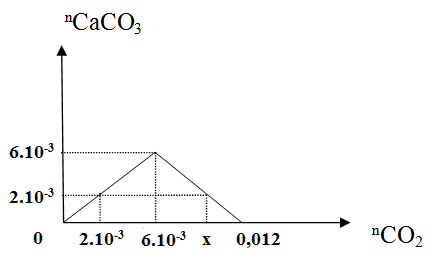 ⁿCaCO₃
6.10⁻³
2.10⁻³
0 2.10⁻³ 6.10⁻³ x 0,012
ⁿCO₂